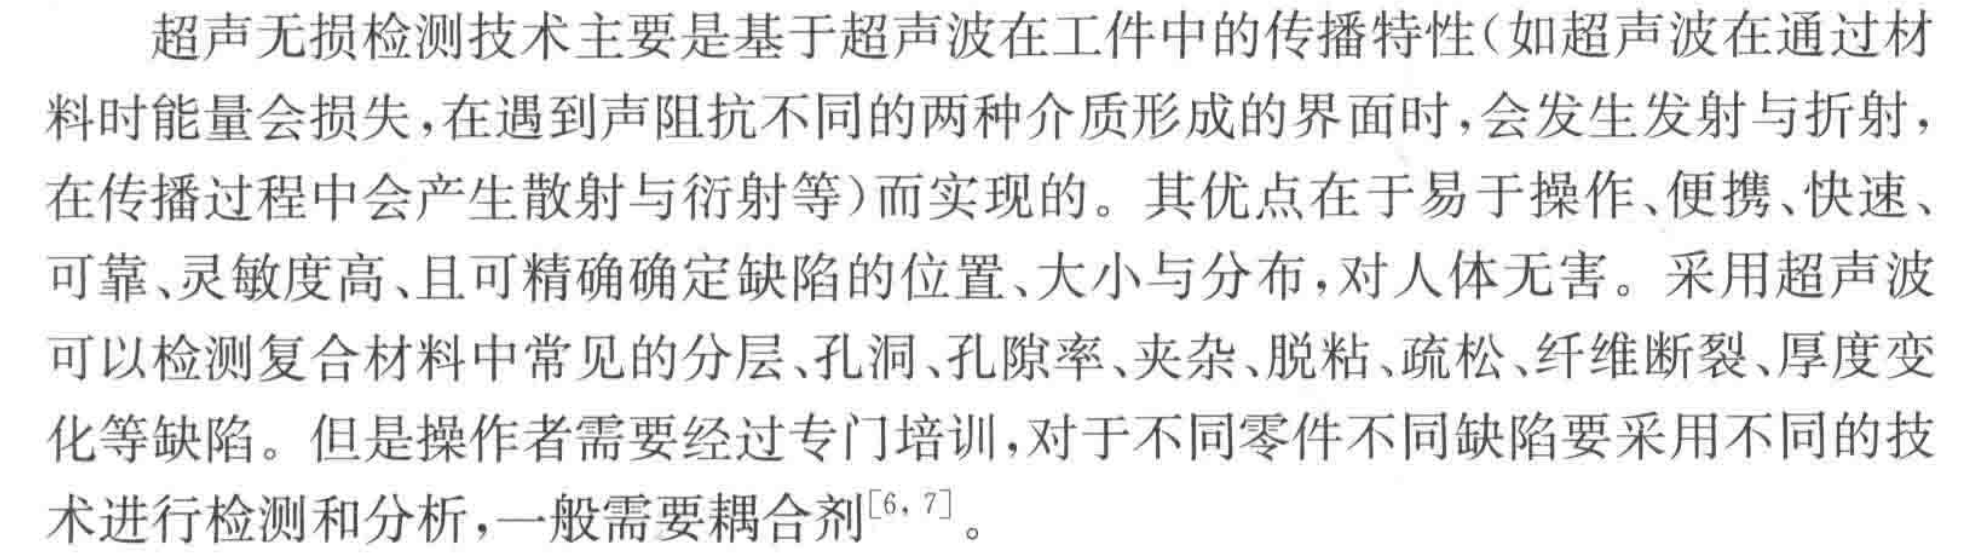 超声无损检测技术主要是基于超声波在工件中的传播特性(如超声波在通过材
料时能量会损失,在遇到声阻抗不同的两种介质形成的界面时,会发生发射与折射,
在传播过程中会产生散射与衍射等)而实现的。其优点在于易于操作、便携、快速、
可靠、灵敏度高、且可精确确定缺陷的位置、大小与分布,对人体无害。采用超声波
可以检测复合材料中常见的分层、孔洞、孔隙率、夹杂、脱粘、疏松、纤维断裂、厚度变
化等缺陷。但是操作者需要经过专门培训,对于不同零件不同缺陷要采用不同的技
术进行检测和分析,一般需要耦合剂[6, 7]。